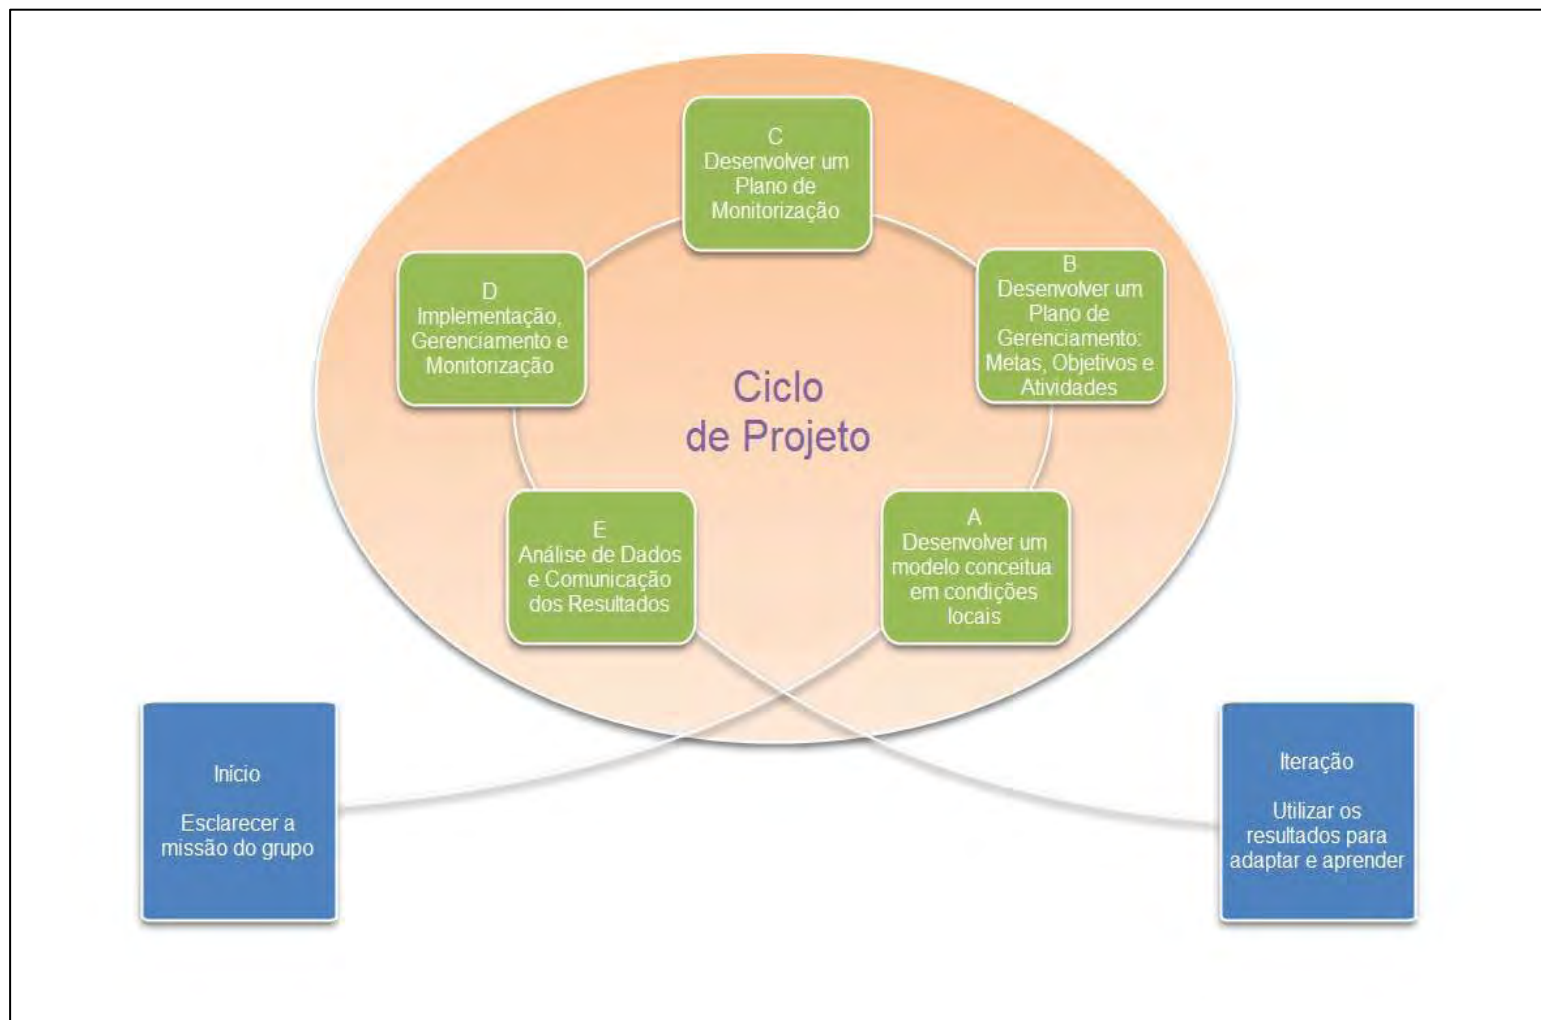 C
Desenvolver um
Plano de
Monitorização
D
Implementação,
Gerenciamento e
Monitorização
B
Desenvolver um
Plano de
Gerenciamento:
Metas, Objetivos e
Atividades
Ciclo
de Projeto
E
Análise de Dados
e Comunicação
dos Resultados
A
Desenvolver um
modelo conceitua
em condições
locais
Início
Esclarecer a
missão do grupo
Iteração
Utilizar os
resultados para
adaptar e aprender